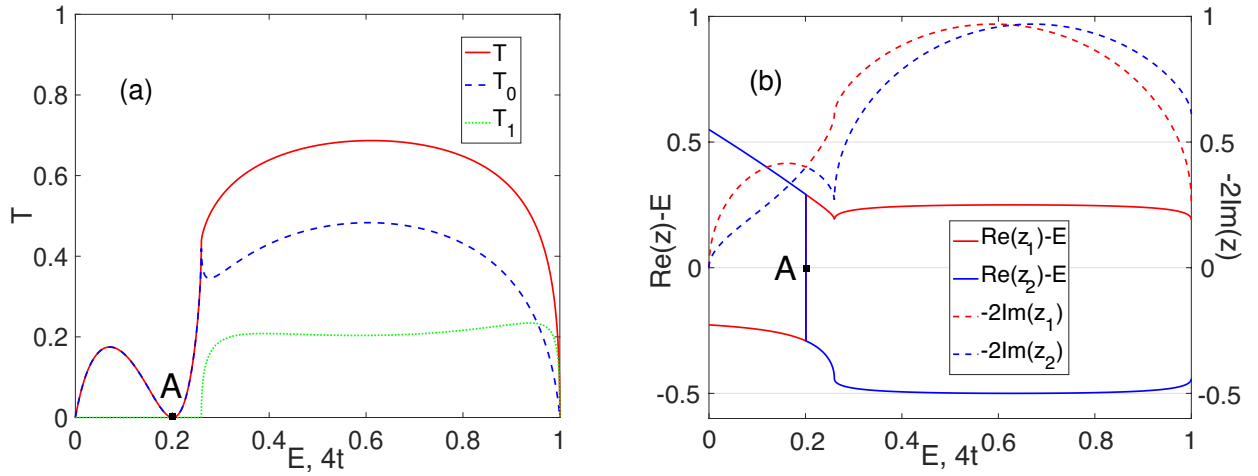 1
0.8
0.6
0.4
0.2
0
T
(a)
T
T0
T1
A
0
0.2
0.4
0.6
0.8
1
E, 4t
1
0.5
0
-0.5
Re(z)-E
(b)
A
Re(z1)-E
Re(z2)-E
-2Im(z1)
-2Im(z2)
1
0.5
0
-0.5
-2Im(z)
0
0.2
0.4
0.6
0.8
1
E, 4t